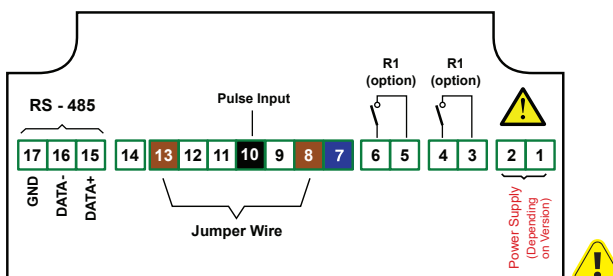 R1
(option)
R1
(option)
RS - 485
Pulse Input
17 16 15 14 13 12 11 10 9 8 7 6 5 4 3 2 1
GND
DATA-
DATA+
Jumper Wire
Power Supply
(Depending
on Version)